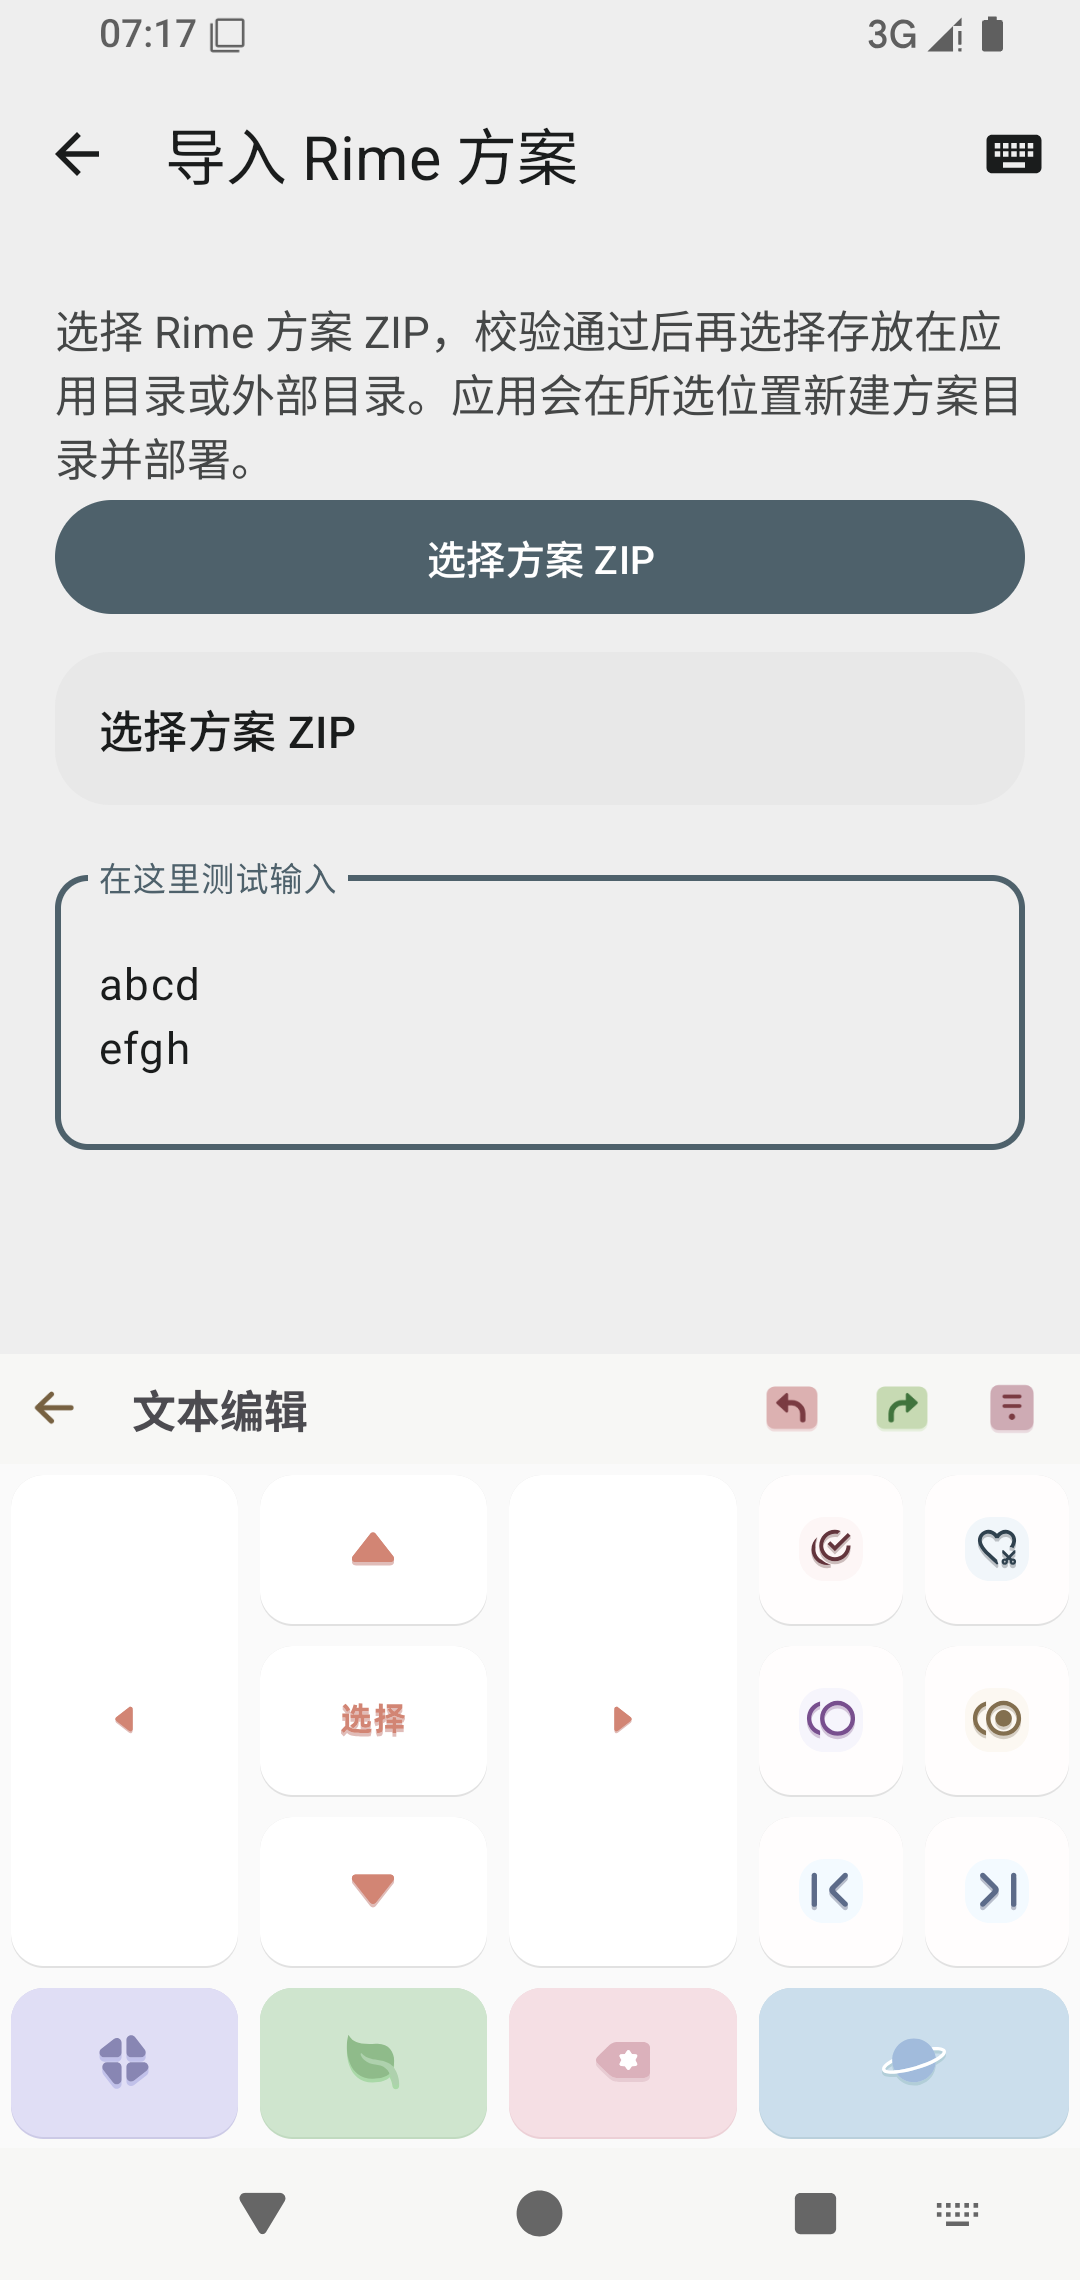 07:17
3G
导入 Rime 方案
选择 Rime 方案 ZIP，校验通过后再选择存放在应
用目录或外部目录。应用会在所选位置新建方案目
录并部署。
选择方案 ZIP
选择方案 ZIP
在这里测试输入
abcd
efgh
文本编辑
选择